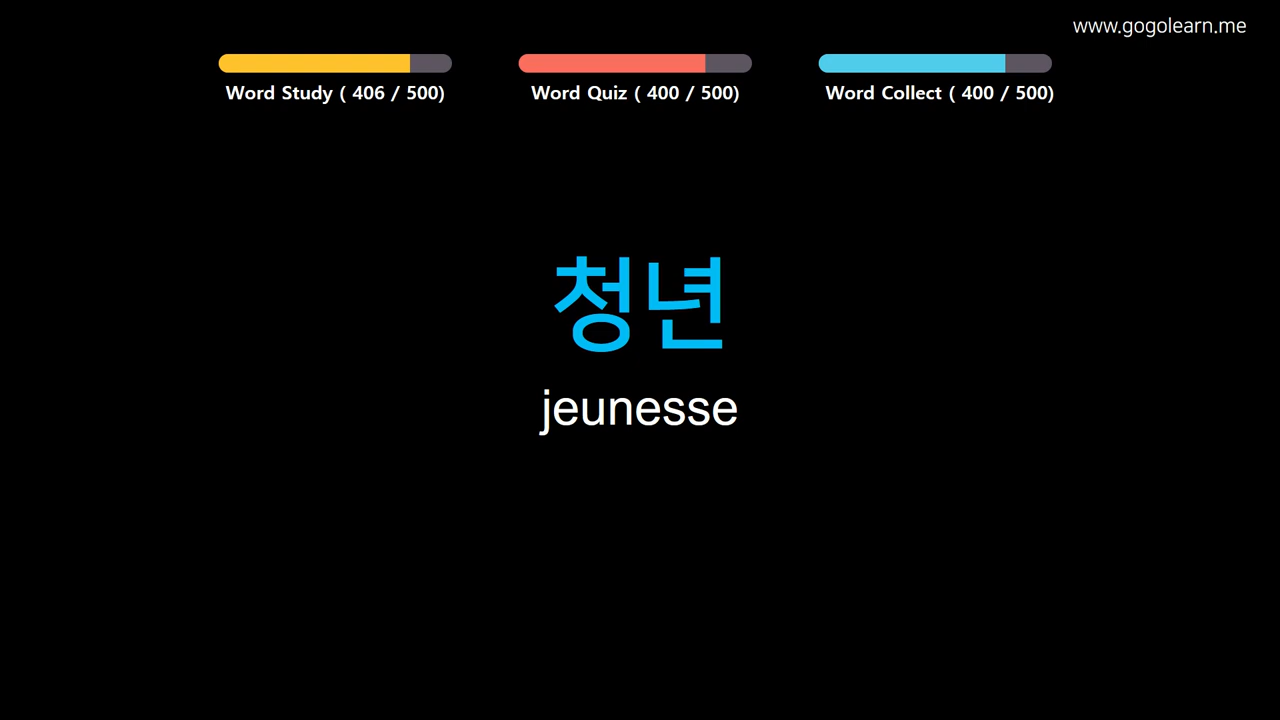 www.gogolearn.me
Word Study ( 406 / 500)
Word Quiz ( 400 / 500)
Word Collect ( 400 / 500)
청년
jeunesse